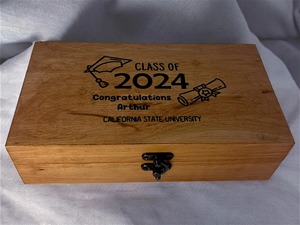 CLASS OF
2024
Congratulations
Arthur
CALIFORNIA STATE UNIVERSITY